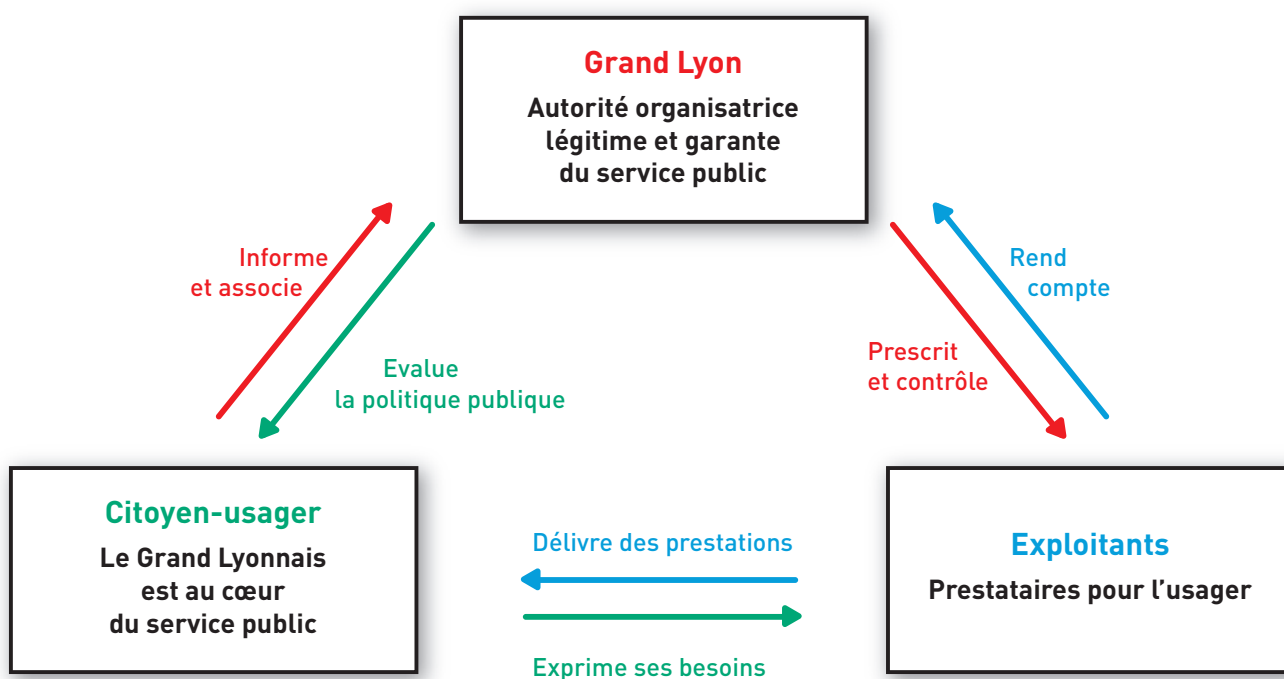 Grand Lyon
Autorité organisatrice
légitime et garante
du service public
Informe
et associe
Evalue
la politique publique
Rend
compte
Prescrit
et contrôle
Citoyen-usager
Le Grand Lyonnais
est au cœur
du service public
Délivre des prestations
Exprime ses besoins
Exploitants
Prestataires pour l’usager